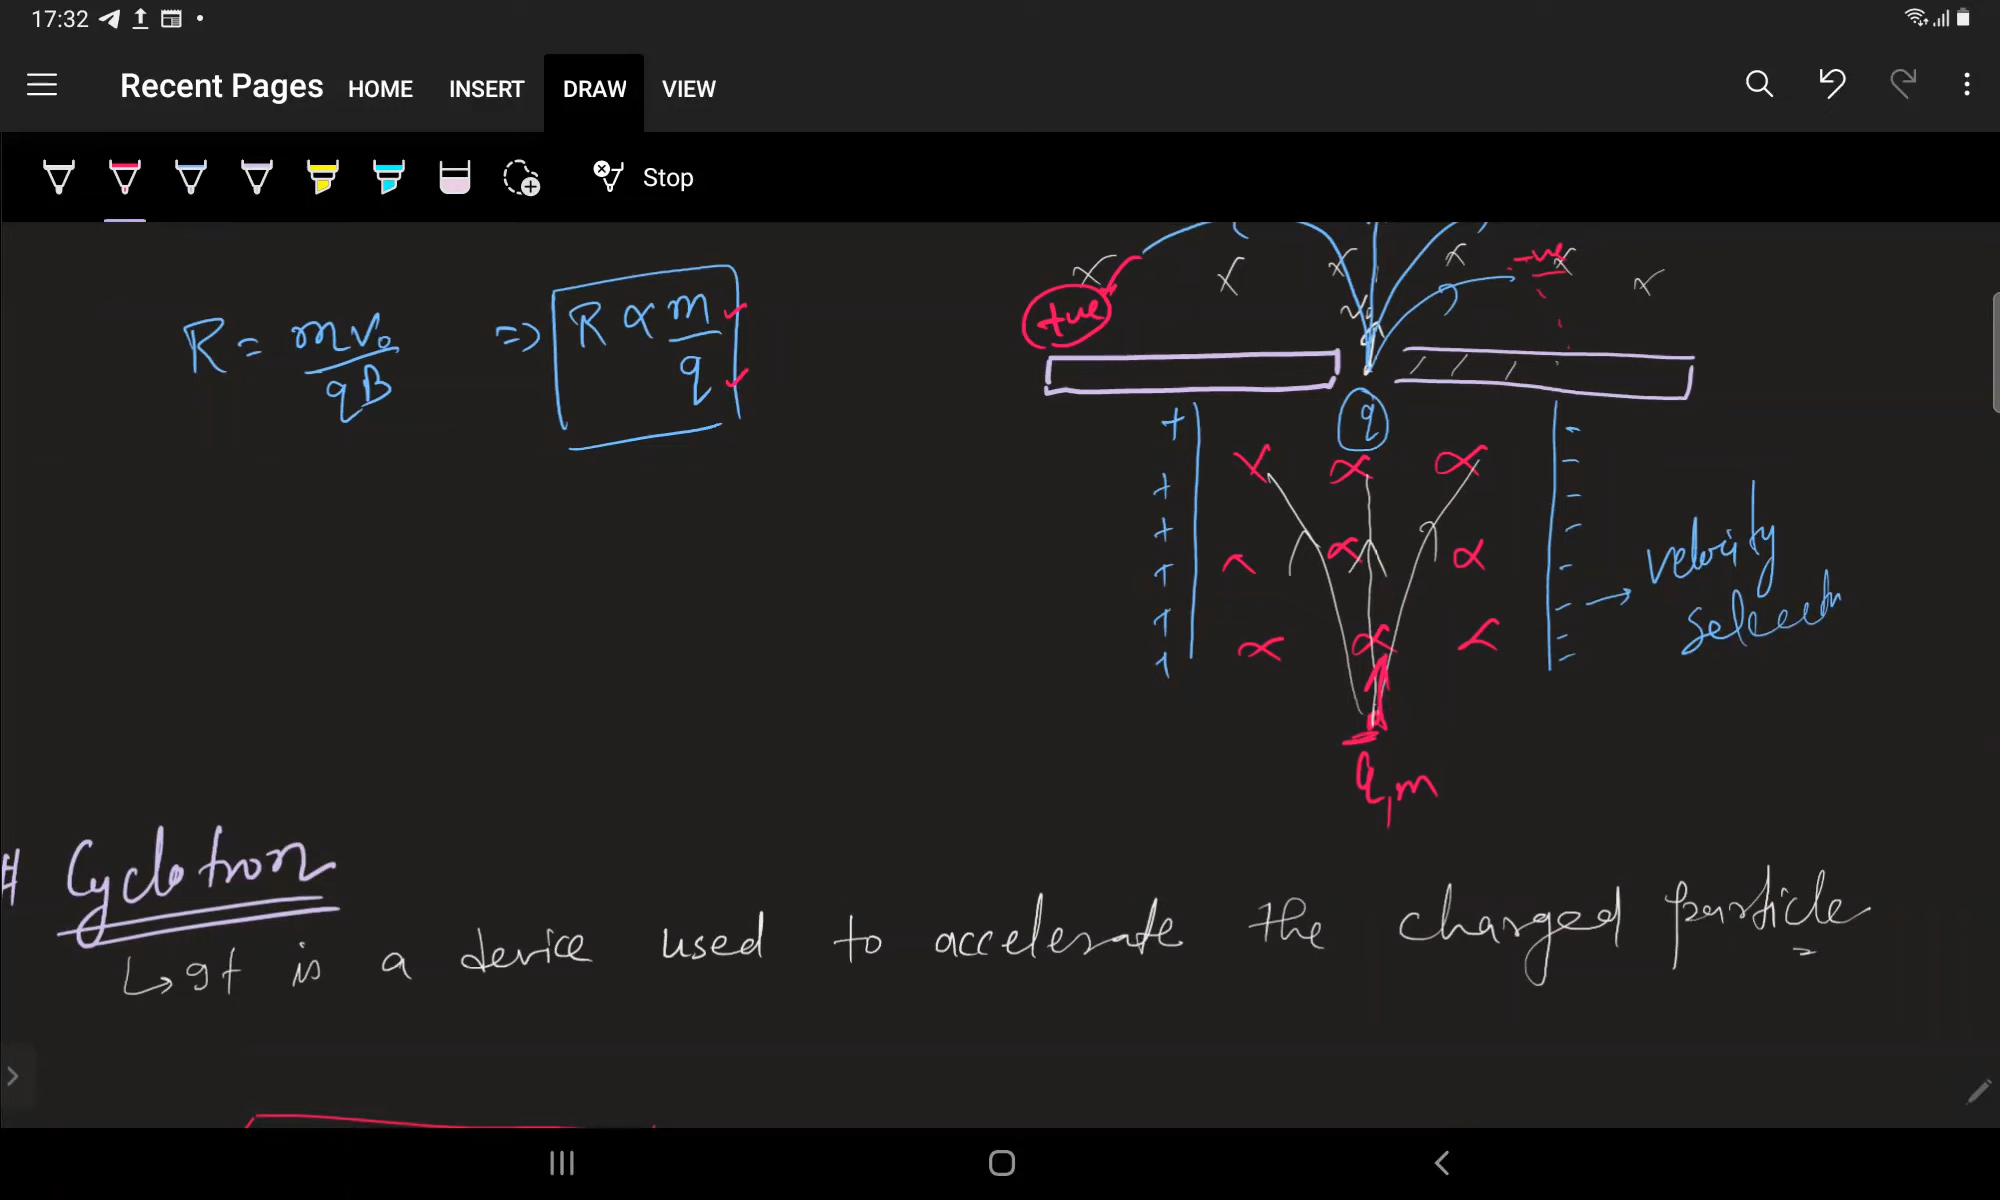 17:32
Recent Pages HOME INSERT DRAW VIEW
Stop
R = mv₀/qB => R ∝ m/q
+ve
-ve
q
velocity
q,m
# Cyclotron
↳ It is a device used to accelerate the charged particle